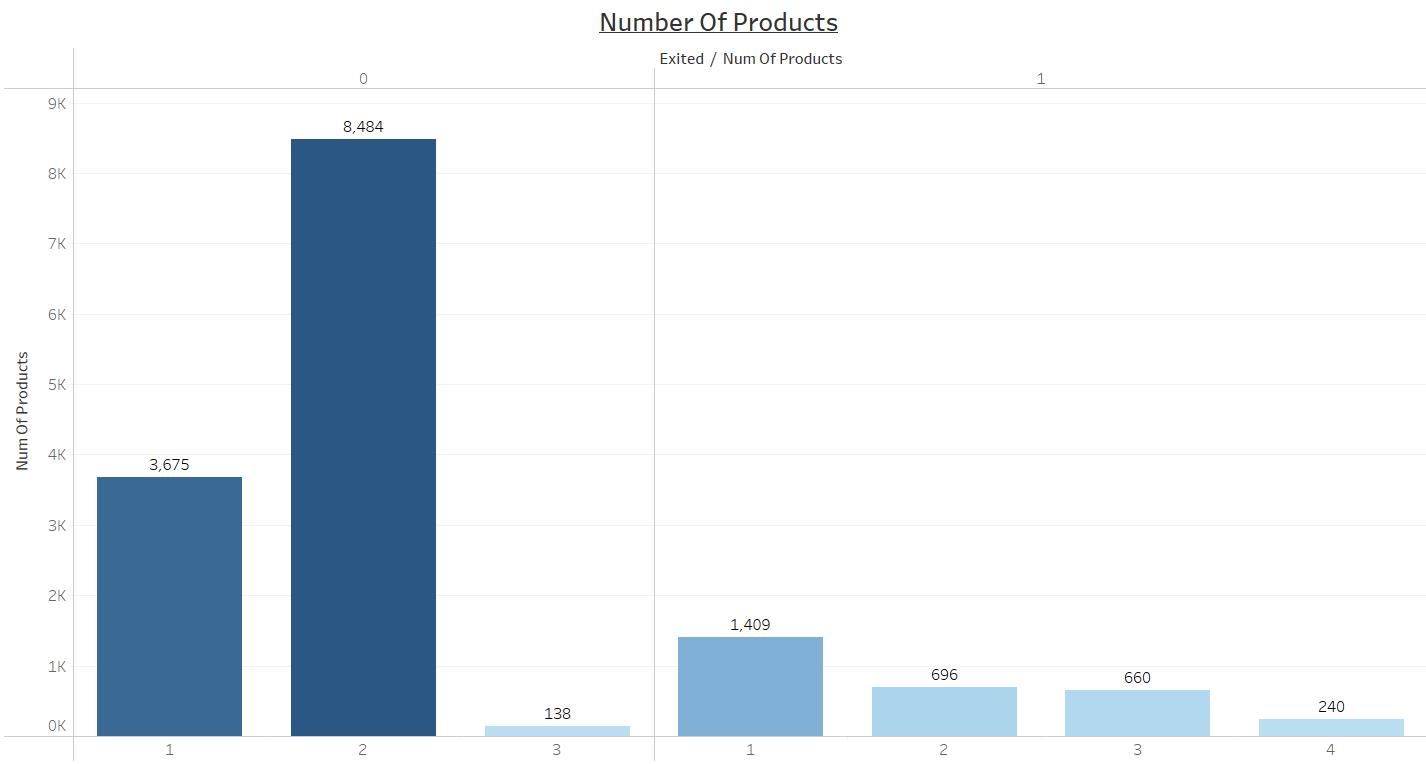 Number Of Products
Exited / Num Of Products
0 1
9K
8K
7K
6K
5K
4K
3K
2K
1K
0K
Num Of Products
3,675
8,484
138
1,409
696
660
240
1 2 3 1 2 3 4